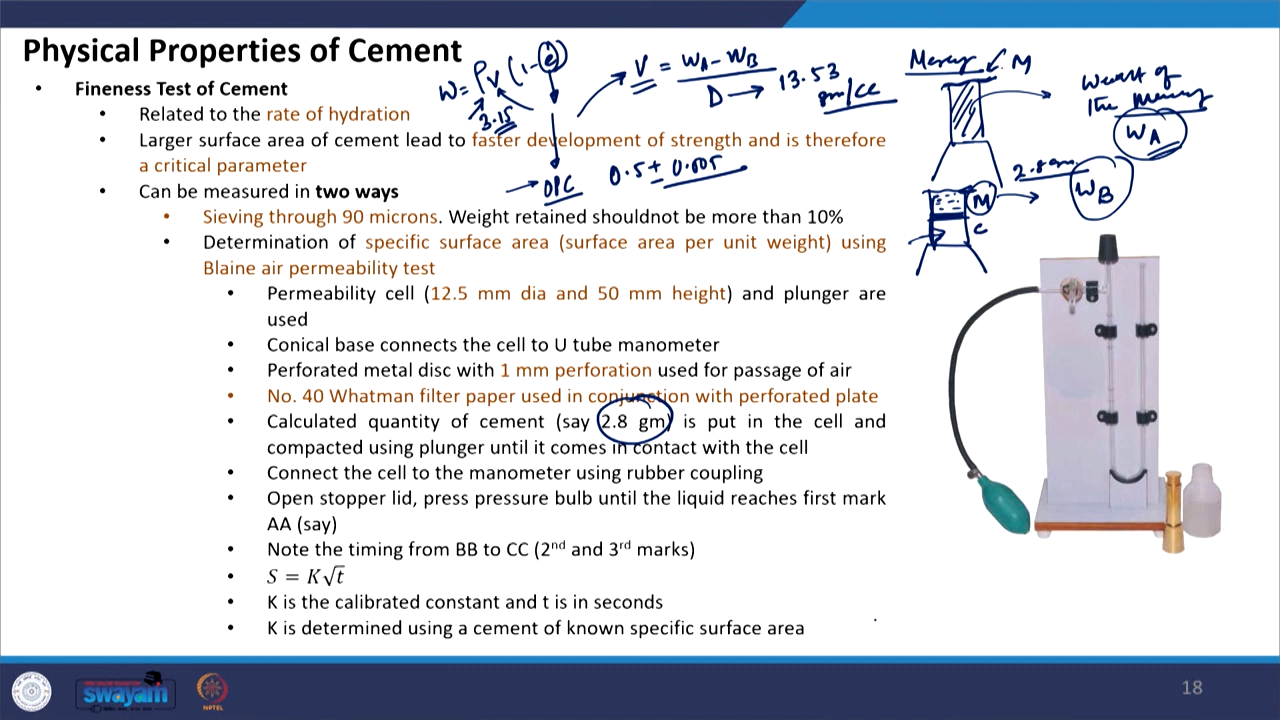 Physical Properties of Cement
• Fineness Test of Cement
• Related to the rate of hydration
• Larger surface area of cement lead to faster development of strength and is therefore
a critical parameter
• Can be measured in two ways
• Sieving through 90 microns. Weight retained shouldnot be more than 10%
• Determination of specific surface area (surface area per unit weight) using
Blaine air permeability test
• Permeability cell (12.5 mm dia and 50 mm height) and plunger are
used
• Conical base connects the cell to U tube manometer
• Perforated metal disc with 1 mm perforation used for passage of air
• No. 40 Whatman filter paper used in conjunction with perforated plate
• Calculated quantity of cement (say 2.8 gm) is put in the cell and
compacted using plunger until it comes in contact with the cell
• Connect the cell to the manometer using rubber coupling
• Open stopper lid, press pressure bulb until the liquid reaches first mark
AA (say)
• Note the timing from BB to CC (2nd and 3rd marks)
• S = K√t
• K is the calibrated constant and t is in seconds
• K is determined using a cement of known specific surface area
W = ρv (1-e)
3.15
OPC
0.5 ± 0.005
V = WA - WB
D → 13.53
gm/cc
Mercury M
Weight of
the Mercury
WA
2.8 gm
M
WB
C
swayam
NPTEL
18